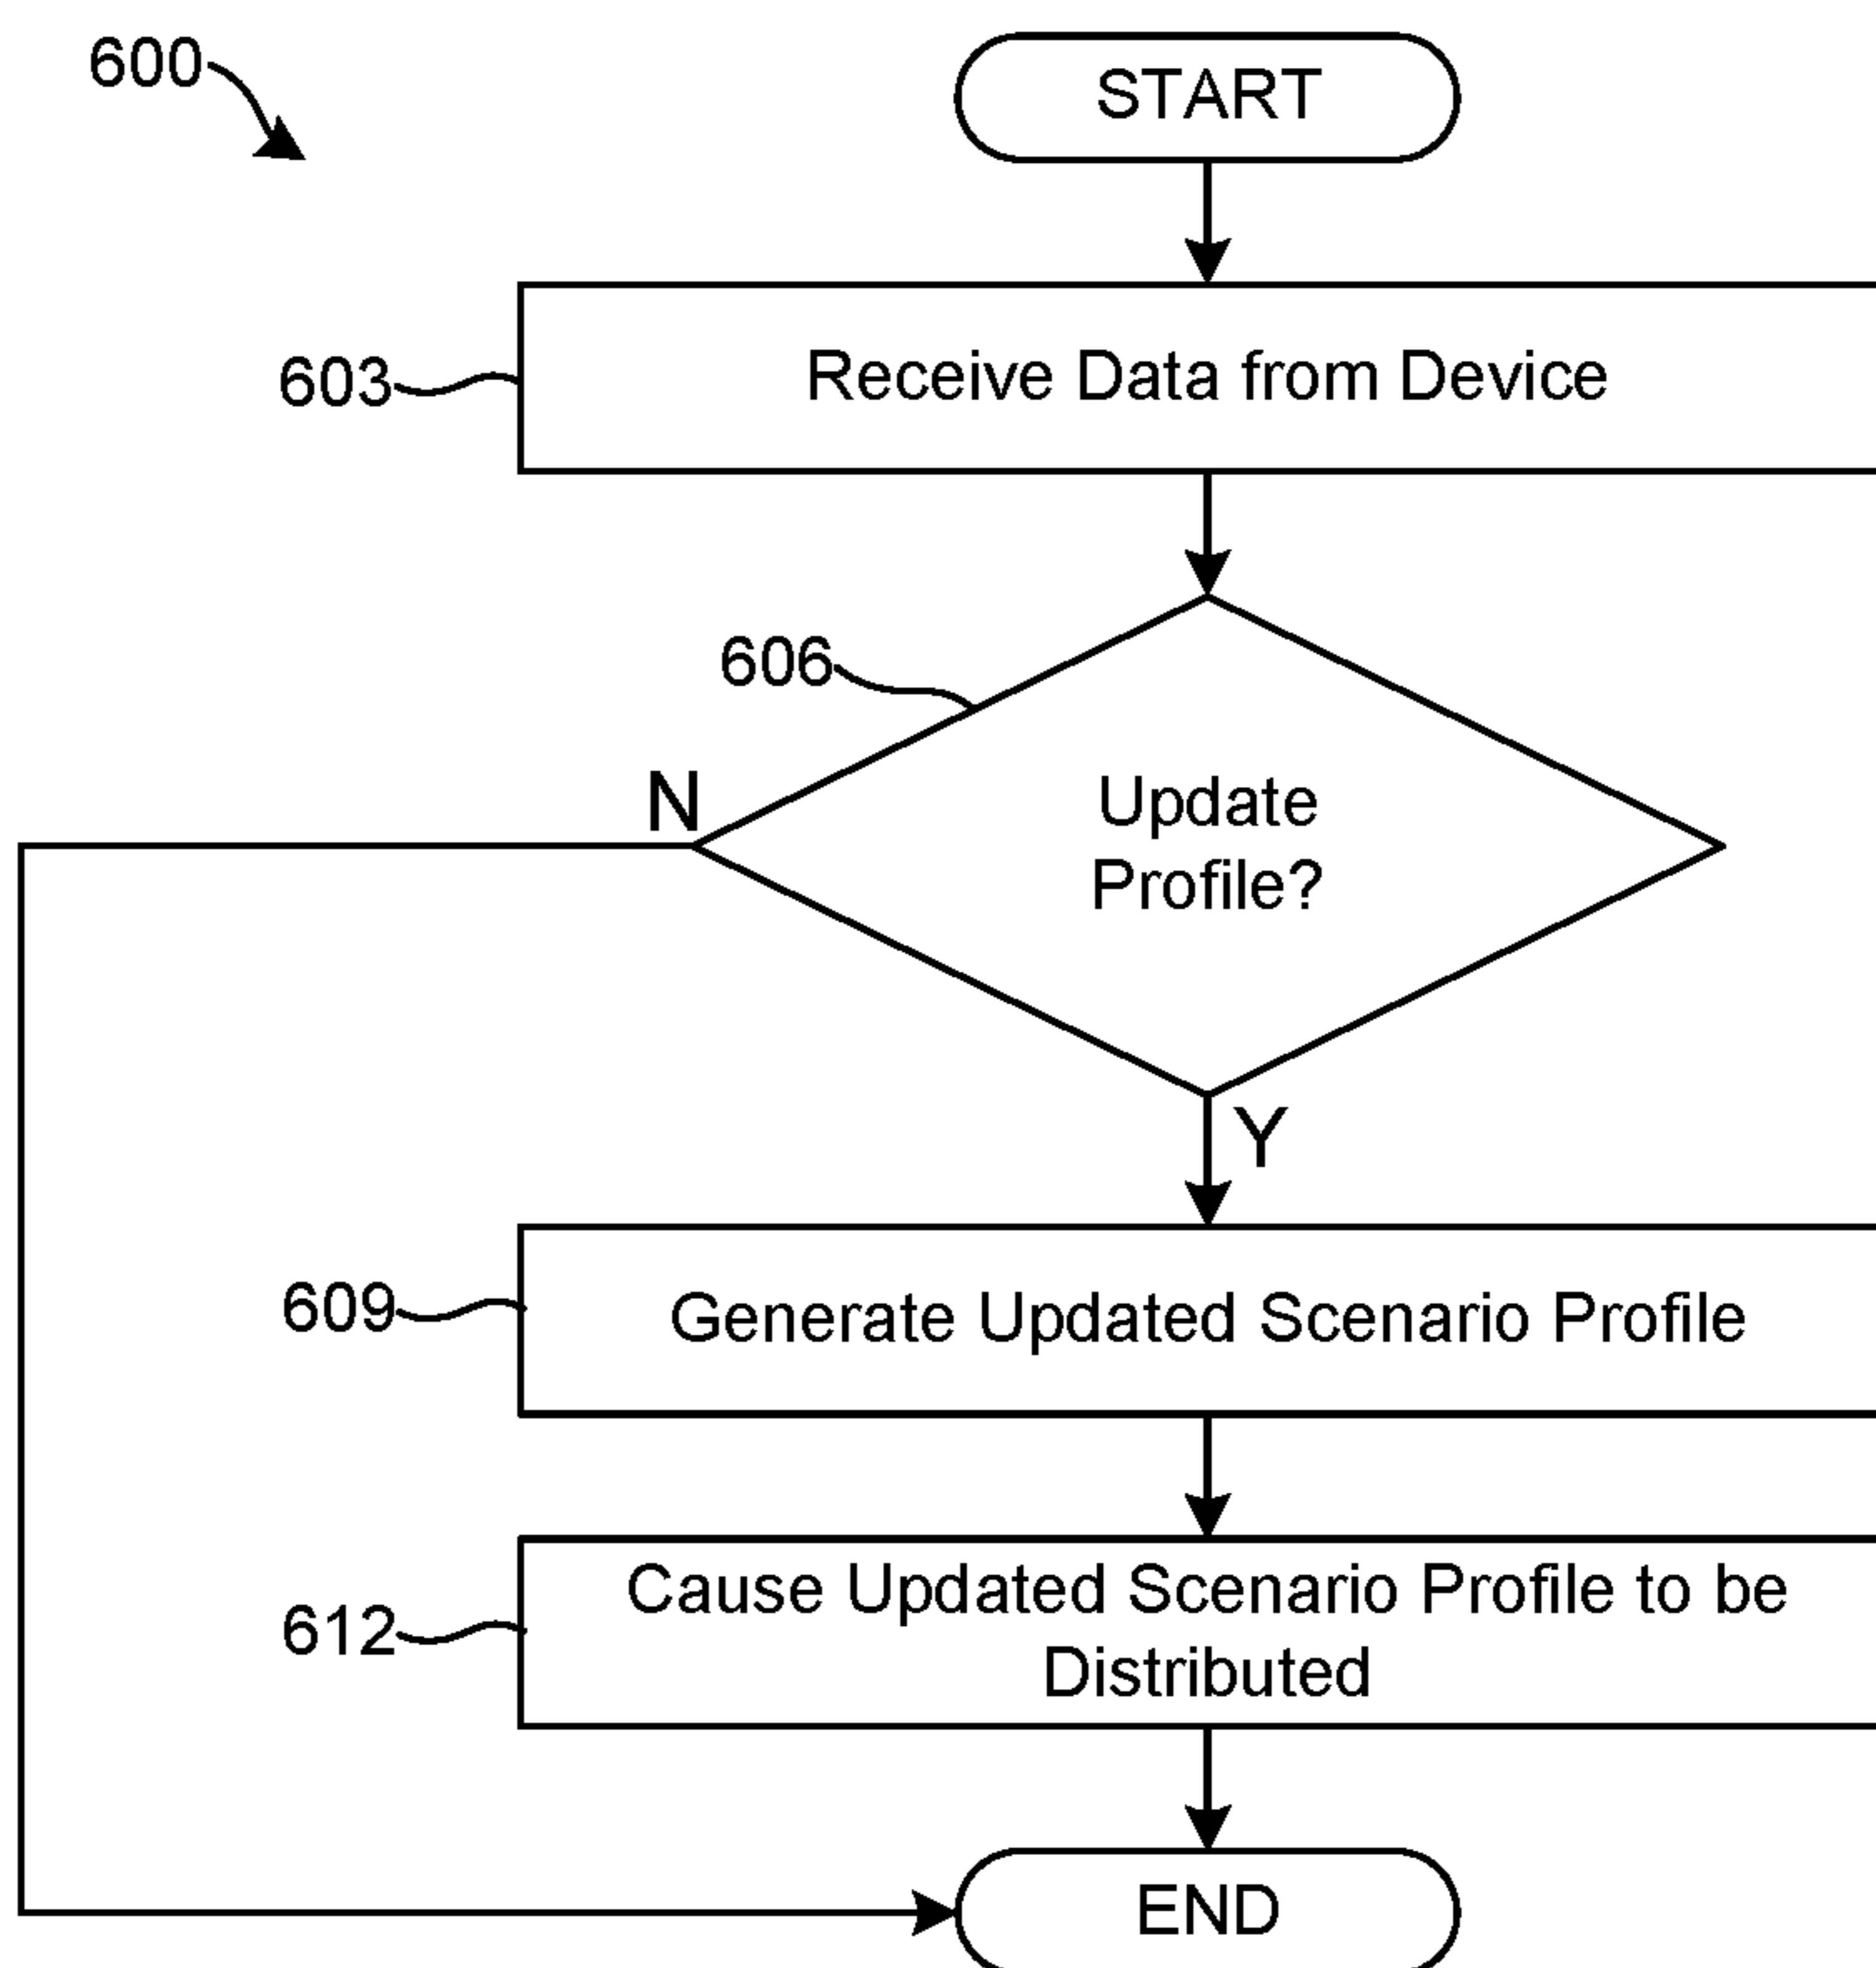 600
START
603
Receive Data from Device
606
N
Update
Profile?
Y
609
Generate Updated Scenario Profile
612
Cause Updated Scenario Profile to be
Distributed
END